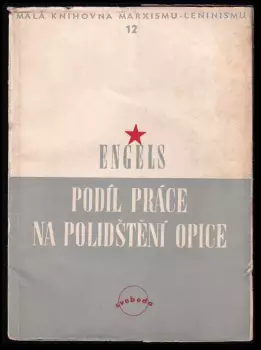 MALÁ KNIHOVNA MARXISMU-LENINISMU
12
ENGELS
PODÍL PRÁCE
NA POLIDŠTĚNÍ OPICE
svoboda